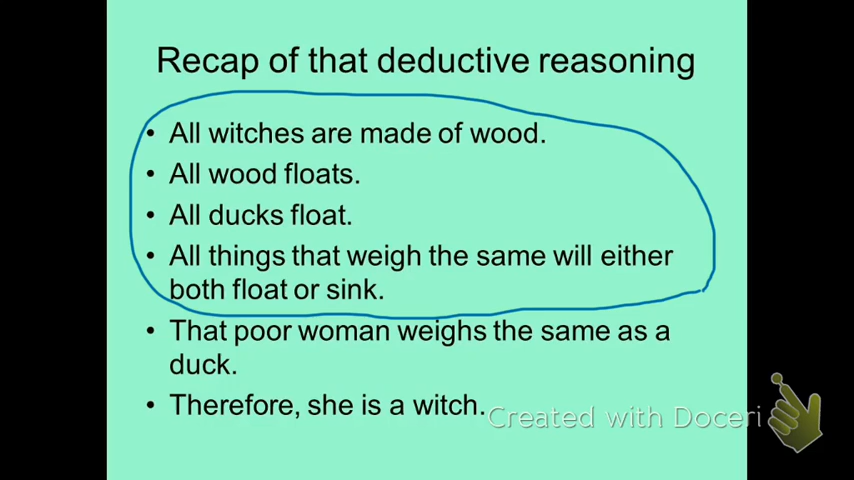 Recap of that deductive reasoning
• All witches are made of wood.
• All wood floats.
• All ducks float.
• All things that weigh the same will either
both float or sink.
• That poor woman weighs the same as a
duck.
• Therefore, she is a witch.
Created with Doceri